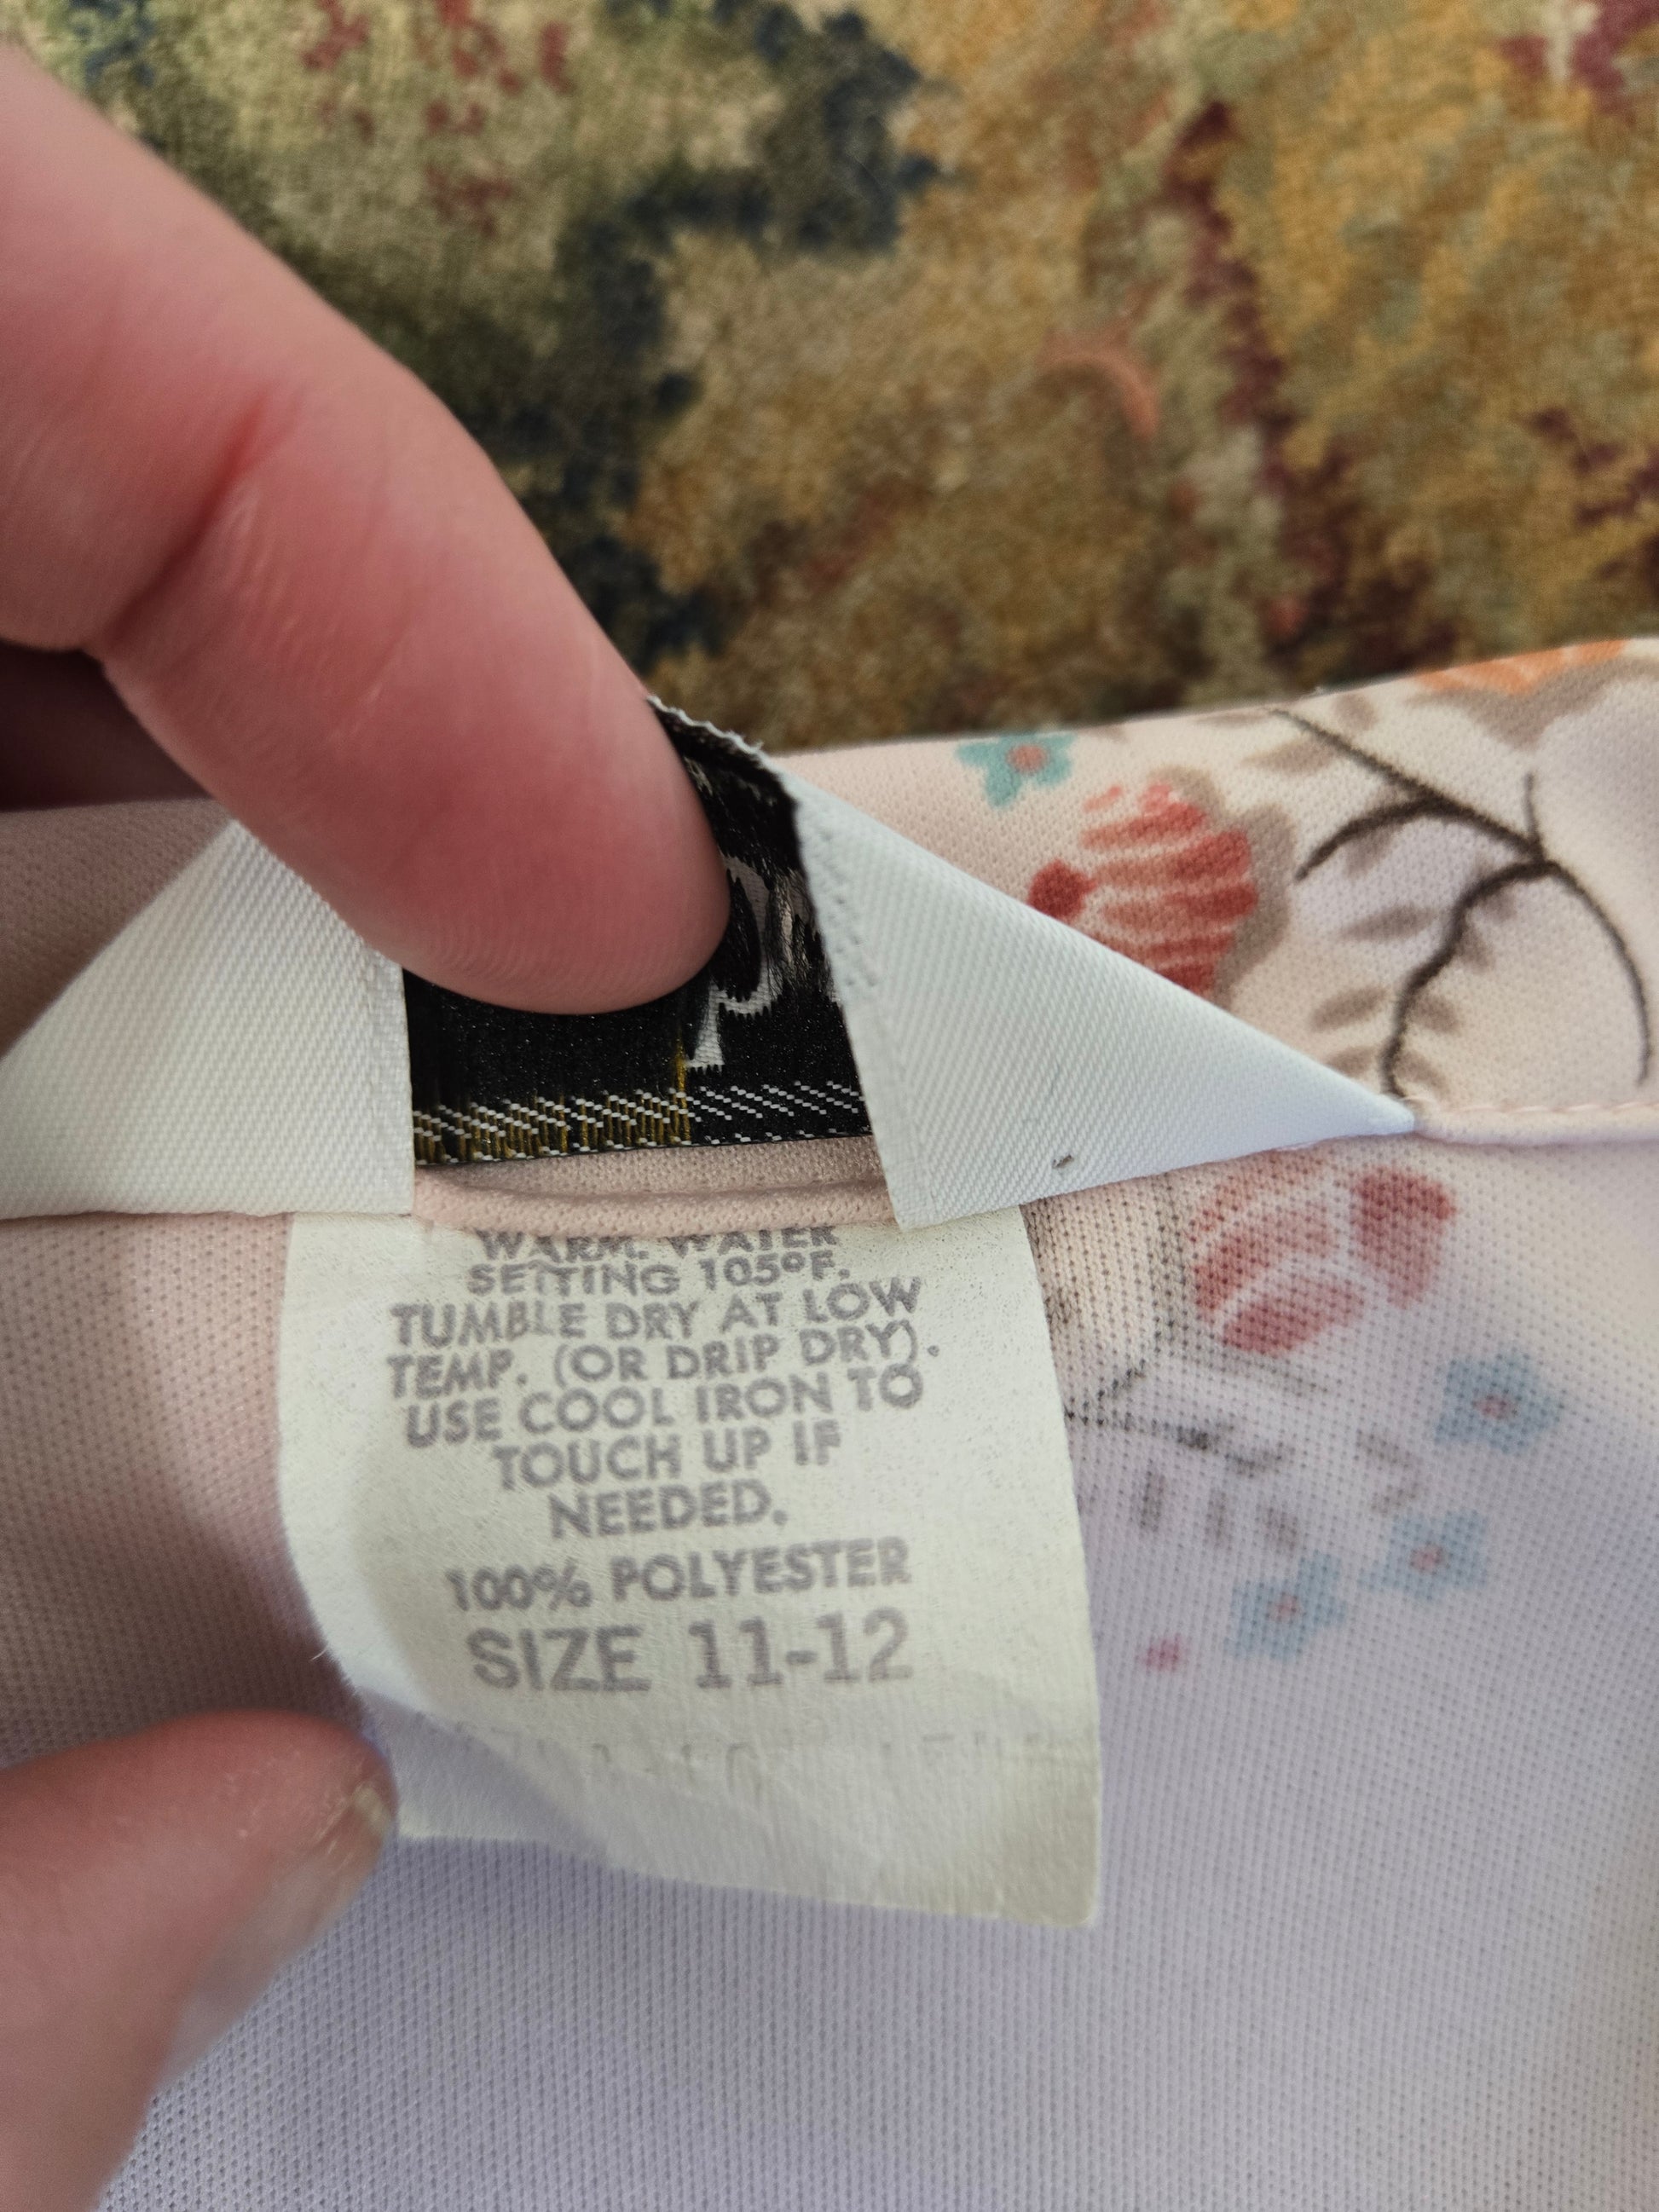 WARM. WATER
SETTING 105°F.
TUMBLE DRY AT LOW
TEMP. (OR DRIP DRY).
USE COOL IRON TO
TOUCH UP IF
NEEDED.
100% POLYESTER
SIZE 11-12